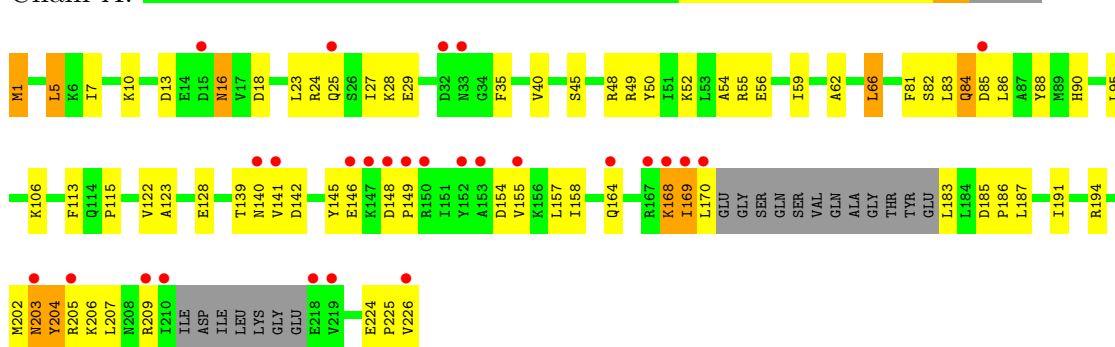 M1 L5 K6 I7 K10 D13 E14 D15 N16 V17 D18 L23 R24 Q25 S26 I27 K28 E29 D32 N33 G34 F35 V40 S45 R48 R49 Y50 I51 K52 L53 A54 R55 E56 I59 A62 L66 F81 S82 L83 Q84 D85 L86 A87 Y88 M89 H90 L95
K106 F113 Q114 P115 V122 A123 E128 T139 N140 V141 D142 Y145 E146 K147 D148 P149 R150 I151 Y152 A153 D154 V155 K156 L157 I158 Q164 R167 K168 I169 L170 GLU GLY SER GLN SER VAL GLN ALA GLY THR TYR GLU L183 L184 D185 P186 L187 I191 R194
M202 N203 Y204 R205 K206 L207 N208 R209 I210 ILE ASP ILE LEU LYS GLY GLU E218 V219 E224 P225 V226